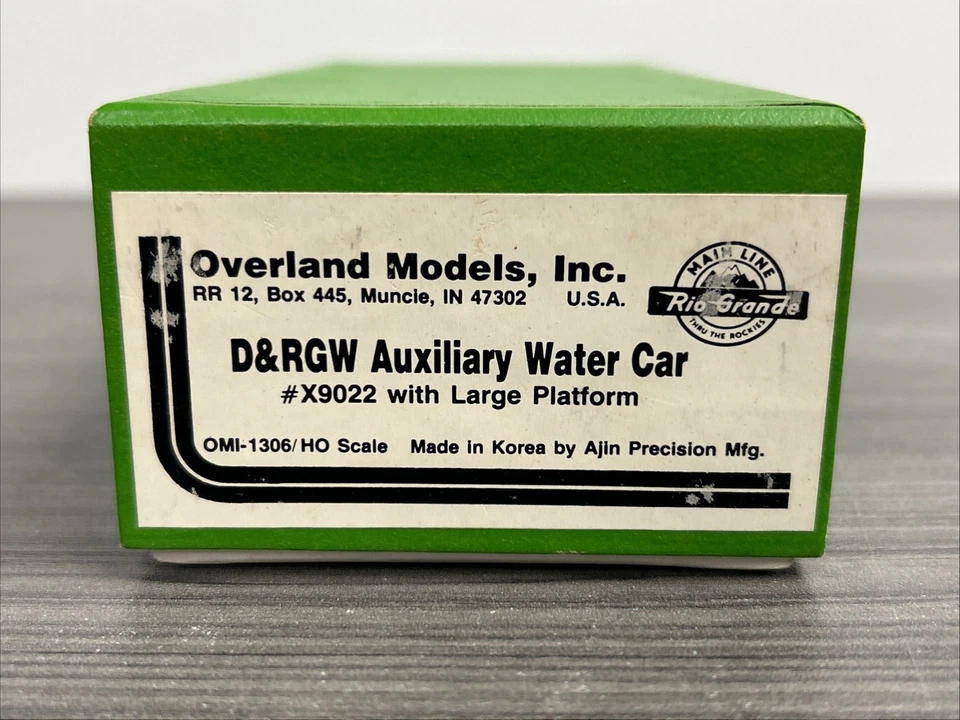 Overland Models, Inc.
RR 12, Box 445, Muncie, IN 47302 U.S.A.
MAIN LINE
Rio Grande
THRU THE ROCKIES
D&RGW Auxiliary Water Car
#X9022 with Large Platform
OMI-1306/HO Scale Made in Korea by Ajin Precision Mfg.